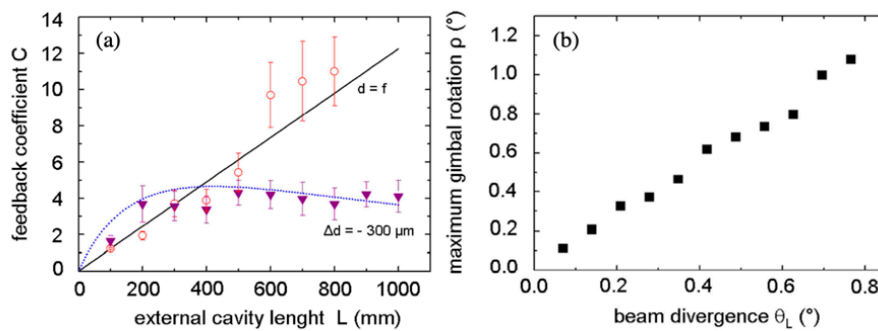 (a)
feedback coefficient C
14
12
10
8
6
4
2
0
d = f
Δd = - 300 μm
0 200 400 600 800 1000
external cavity lenght L (mm)
(b)
maximum gimbal rotation ρ (°)
1.2
1.0
0.8
0.6
0.4
0.2
0.0
0.0 0.2 0.4 0.6 0.8
beam divergence θL (°)